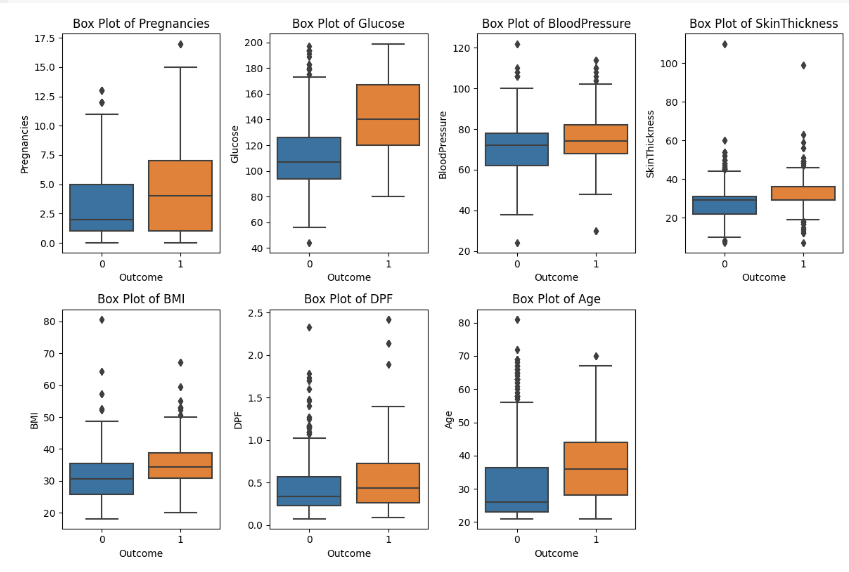 Box Plot of Pregnancies
17.5
15.0
12.5
10.0
7.5
5.0
2.5
0.0
Pregnancies
0 1
Outcome
Box Plot of Glucose
200
180
160
140
120
100
80
60
40
Glucose
0 1
Outcome
Box Plot of BloodPressure
120
100
80
60
40
20
BloodPressure
0 1
Outcome
Box Plot of SkinThickness
100
80
60
40
20
SkinThickness
0 1
Outcome
Box Plot of BMI
80
70
60
50
40
30
20
BMI
0 1
Outcome
Box Plot of DPF
2.5
2.0
1.5
1.0
0.5
0.0
DPF
0 1
Outcome
Box Plot of Age
80
70
60
50
40
30
20
Age
0 1
Outcome